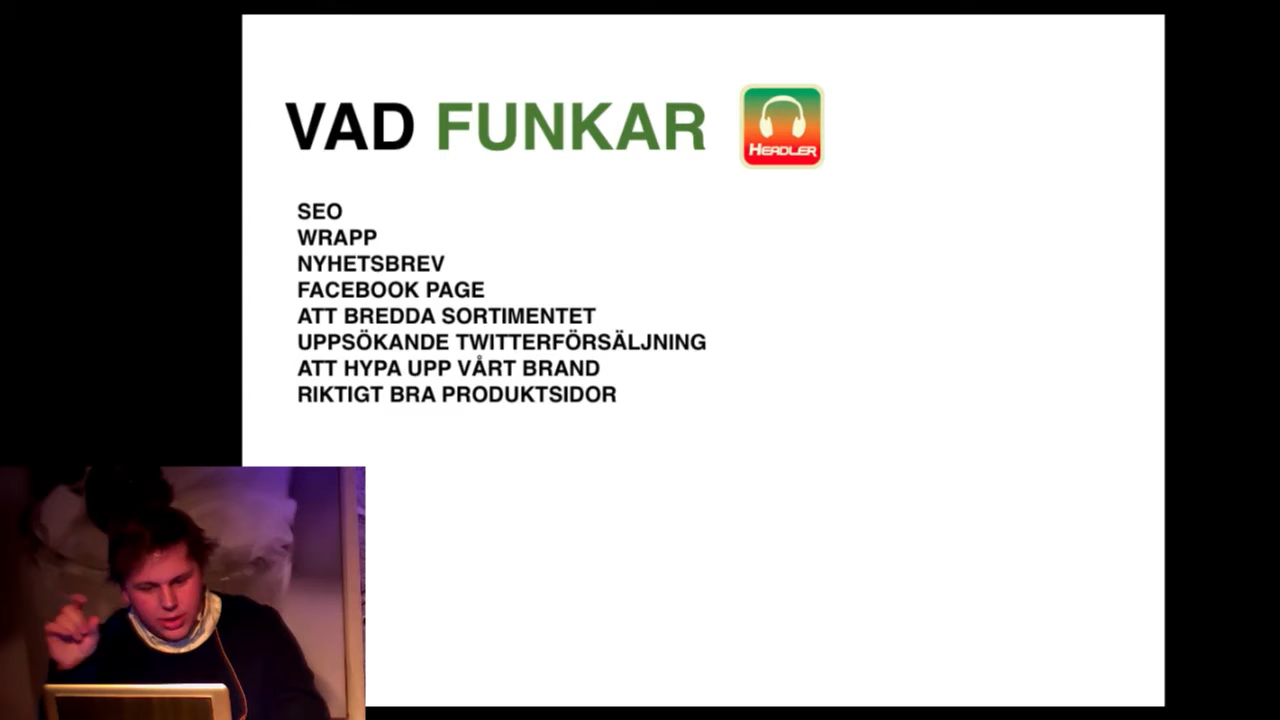 VAD FUNKAR
HEADLER
SEO
WRAPP
NYHETSBREV
FACEBOOK PAGE
ATT BREDDA SORTIMENTET
UPPSÖKANDE TWITTERFÖRSÄLJNING
ATT HYPA UPP VÅRT BRAND
RIKTIGT BRA PRODUKTSIDOR